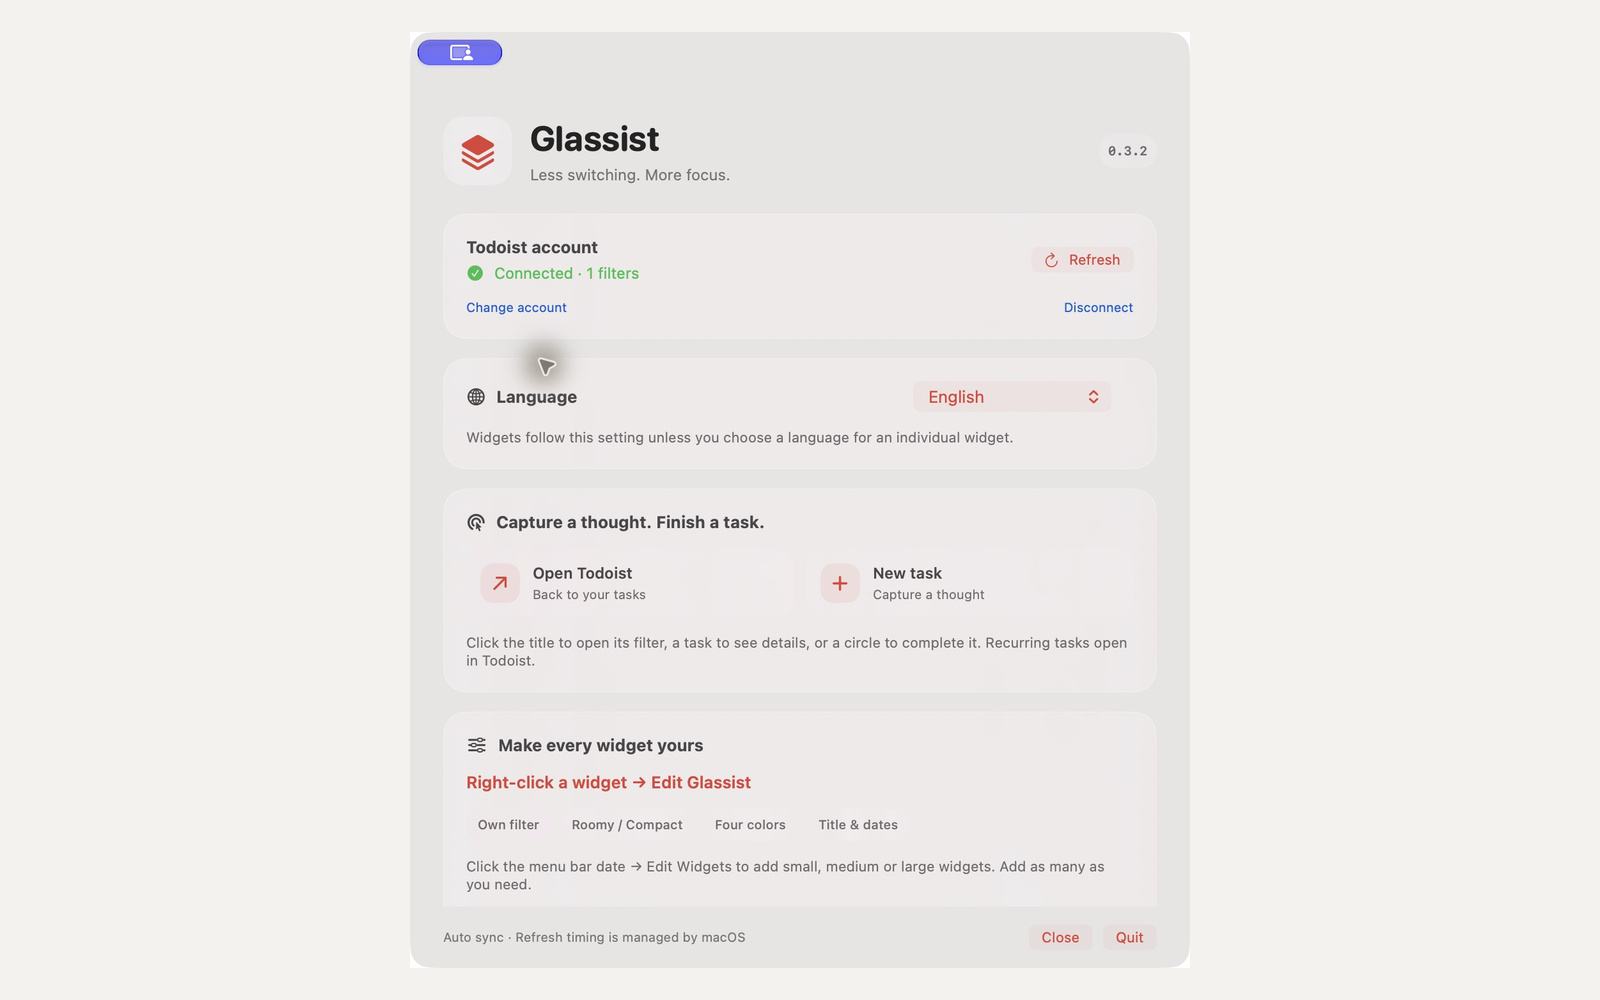 Glassist
Less switching. More focus.
0.3.2
Todoist account
Connected · 1 filters
Refresh
Change account
Disconnect
Language
English
Widgets follow this setting unless you choose a language for an individual widget.
Capture a thought. Finish a task.
Open Todoist
Back to your tasks
New task
Capture a thought
Click the title to open its filter, a task to see details, or a circle to complete it. Recurring tasks open
in Todoist.
Make every widget yours
Right-click a widget → Edit Glassist
Own filter
Roomy / Compact
Four colors
Title & dates
Click the menu bar date → Edit Widgets to add small, medium or large widgets. Add as many as
you need.
Auto sync · Refresh timing is managed by macOS
Close
Quit